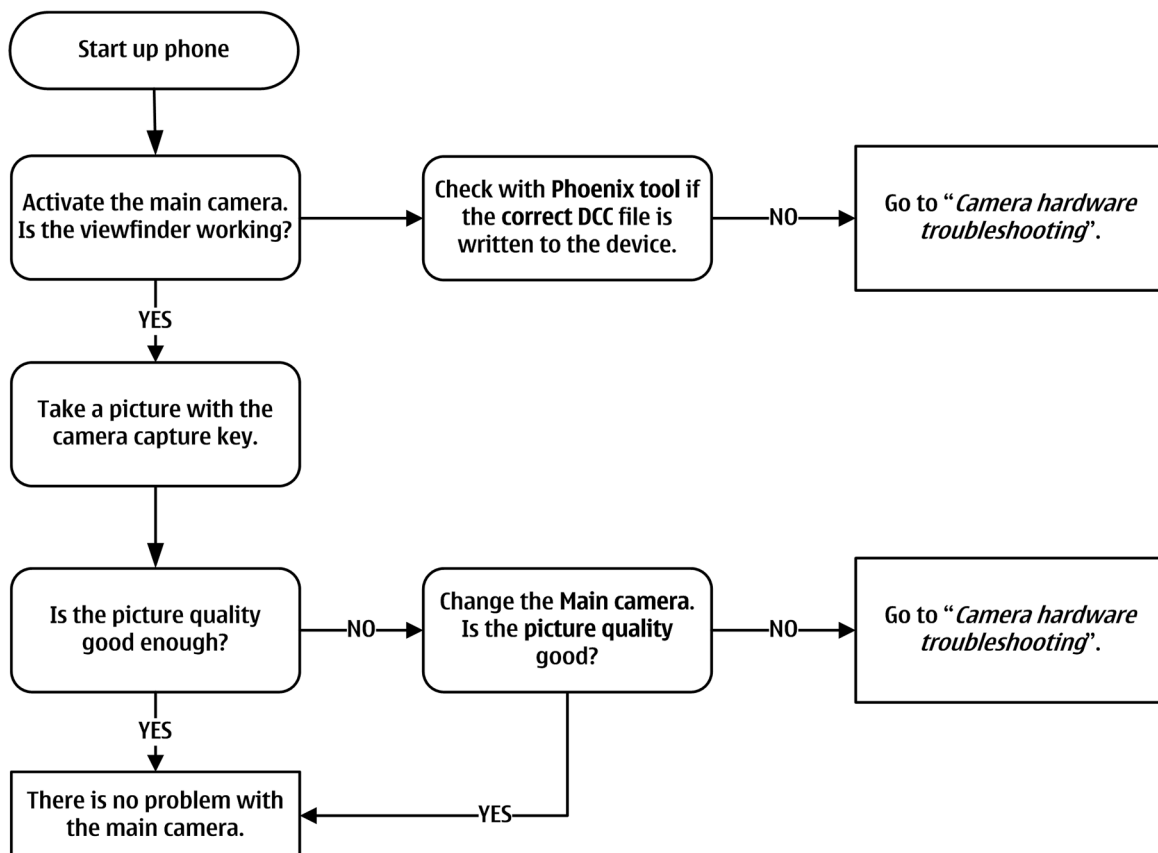 Start up phone
Activate the main camera.
Is the viewfinder working?
Check with Phoenix tool if
the correct DCC file is
written to the device.
NO
Go to “Camera hardware
troubleshooting”.
YES
Take a picture with the
camera capture key.
Is the picture quality
good enough?
NO
Change the Main camera.
Is the picture quality
good?
NO
Go to “Camera hardware
troubleshooting”.
YES
There is no problem with
the main camera.
YES